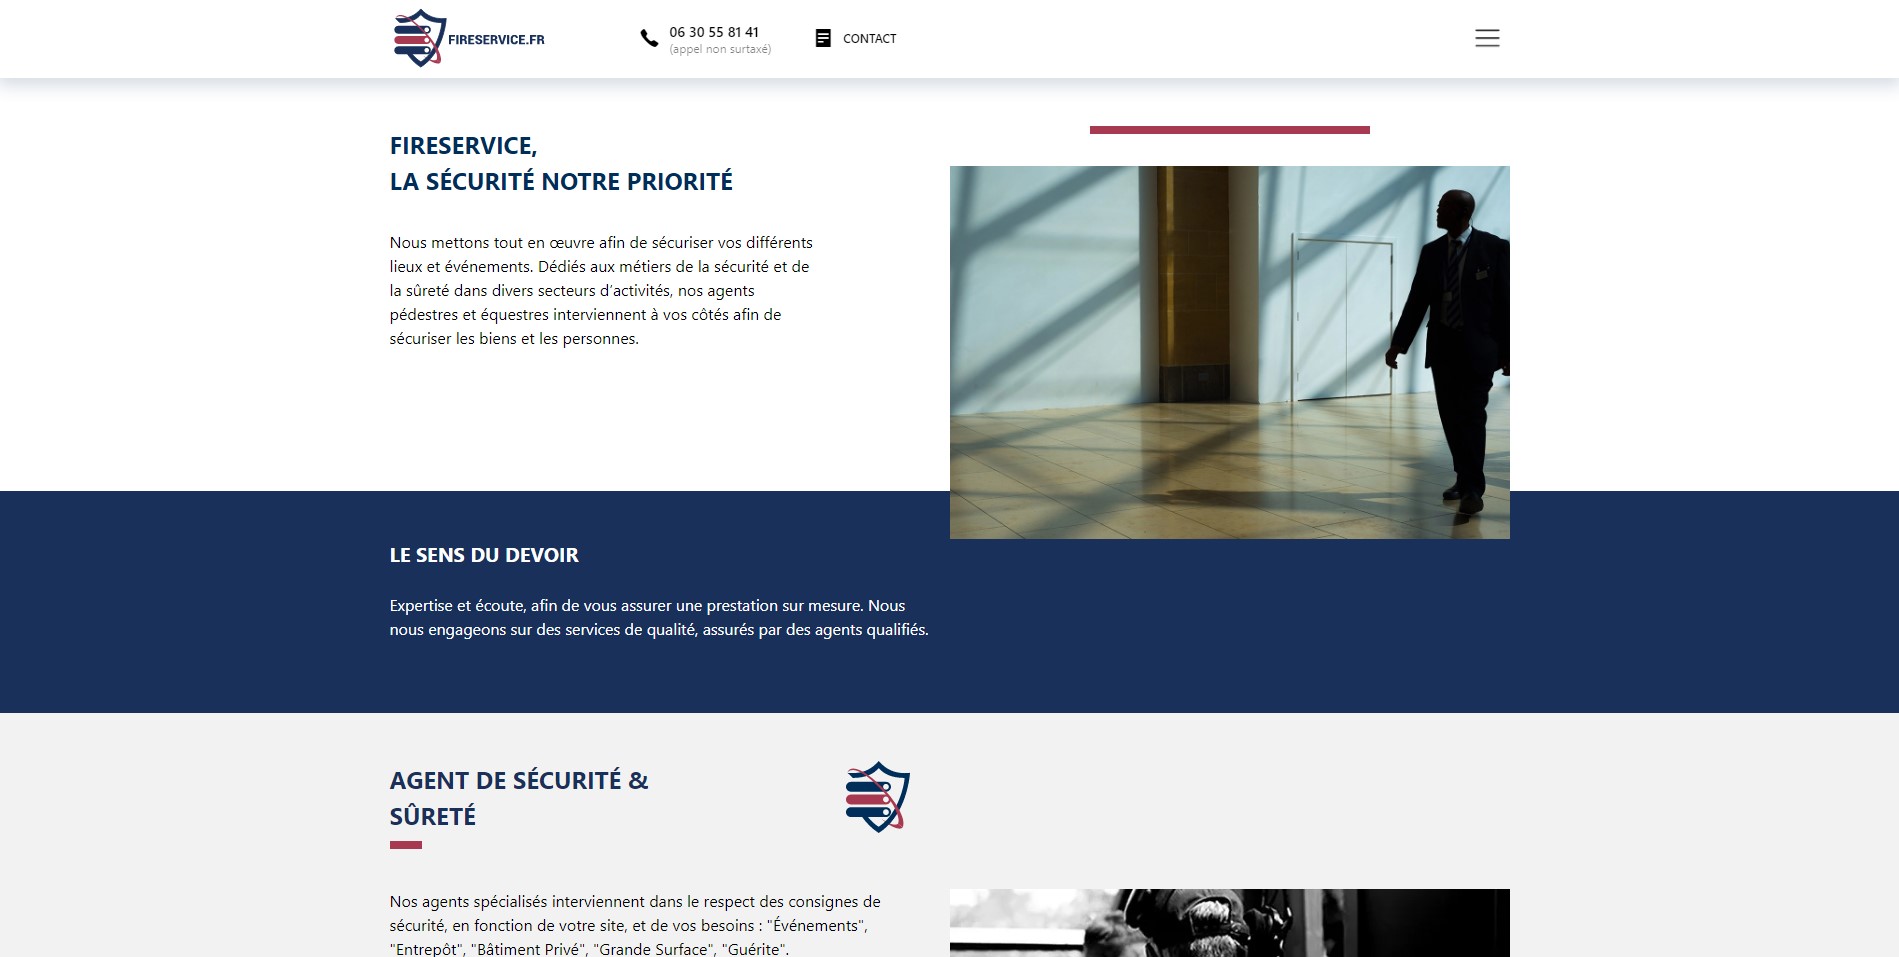 FIRESERVICE.FR
06 30 55 81 41
(appel non surtaxé)
CONTACT
FIRESERVICE,
LA SÉCURITÉ NOTRE PRIORITÉ
Nous mettons tout en œuvre afin de sécuriser vos différents
lieux et événements. Dédiés aux métiers de la sécurité et de
la sûreté dans divers secteurs d’activités, nos agents
pédestres et équestres interviennent à vos côtés afin de
sécuriser les biens et les personnes.
LE SENS DU DEVOIR
Expertise et écoute, afin de vous assurer une prestation sur mesure. Nous
nous engageons sur des services de qualité, assurés par des agents qualifiés.
AGENT DE SÉCURITÉ &
SÛRETÉ
Nos agents spécialisés interviennent dans le respect des consignes de
sécurité, en fonction de votre site, et de vos besoins : "Événements",
"Entrepôt", "Bâtiment Privé", "Grande Surface", "Guérite".